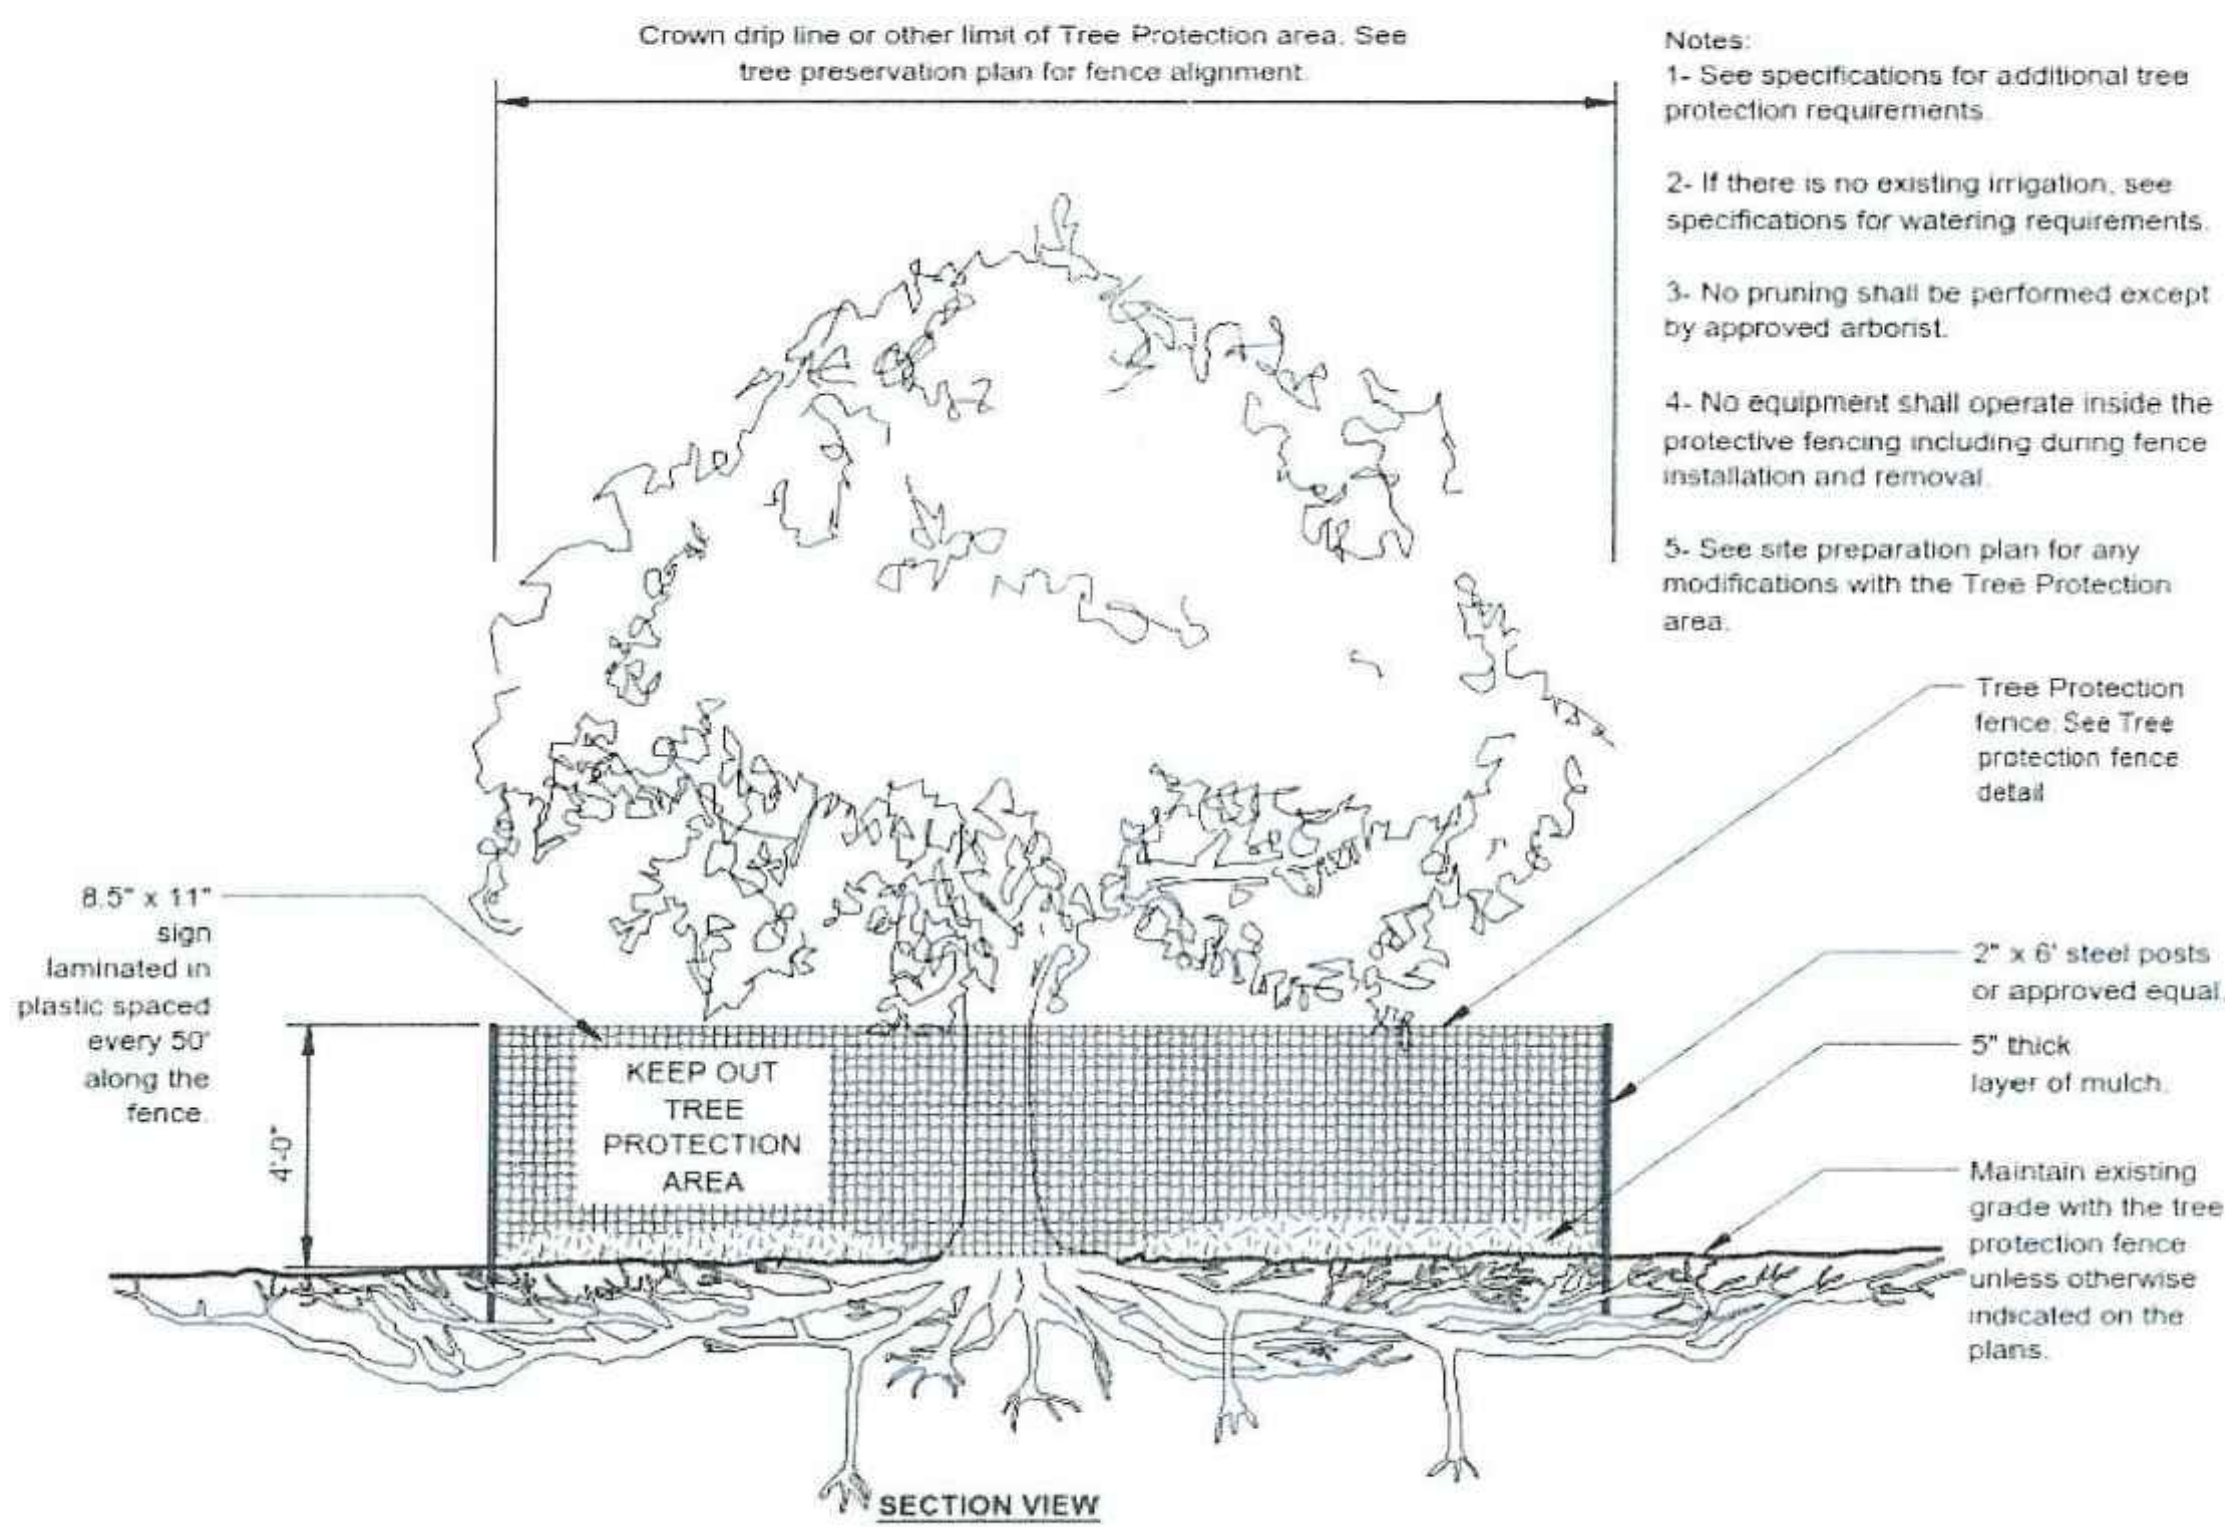 Crown drip line or other limit of Tree Protection area. See
tree preservation plan for fence alignment.
Notes:
1- See specifications for additional tree
protection requirements.
2- If there is no existing irrigation, see
specifications for watering requirements.
3- No pruning shall be performed except
by approved arborist.
4- No equipment shall operate inside the
protective fencing including during fence
installation and removal.
5- See site preparation plan for any
modifications with the Tree Protection
area.
Tree Protection
fence. See Tree
protection fence
detail
8.5" x 11"
sign
laminated in
plastic spaced
every 50'
along the
fence.
2" x 6' steel posts
or approved equal.
5" thick
layer of mulch.
4'-0"
KEEP OUT
TREE
PROTECTION
AREA
Maintain existing
grade with the tree
protection fence
unless otherwise
indicated on the
plans.
SECTION VIEW